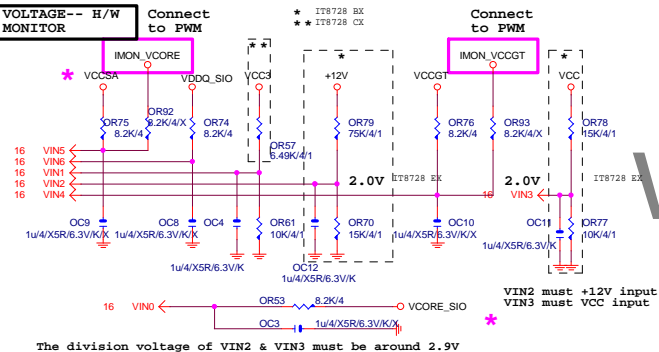 VOLTAGE-- H/W
MONITOR
Connect
to PWM
* IT8728 BX
** IT8728 CX
Connect
to PWM
IMON_VCORE
**
*
IMON_VCCGT
*
* VCCSA
VDDQ_SIO
VCC3
+12V
VCCGT
VCC
OR75
8.2K/4
OR92
8.2K/4/X
OR74
8.2K/4
OR57
6.49K/4/1
OR79
75K/4/1
OR76
8.2K/4
OR93
8.2K/4/X
OR78
15K/4/1
16 VIN5
16 VIN6
16 VIN1
16 VIN2
16 VIN4
2.0V
IT8728 EX
16 VIN3
2.0V
IT8728 EX
OC9
1u/4/X5R/6.3V/K/X
OC8
1u/4/X5R/6.3V/K/X
OC4
1u/4/X5R/6.3V/K
OR61
10K/4/1
OC12
1u/4/X5R/6.3V/K
OR70
15K/4/1
OC10
1u/4/X5R/6.3V/K/X
OC11
1u/4/X5R/6.3V/K
OR77
10K/4/1
16 VIN0
OR53 8.2K/4
VCORE_SIO
OC3 1u/4/X5R/6.3V/K/X
*
VIN2 must +12V input
VIN3 must VCC input
The division voltage of VIN2 & VIN3 must be around 2.9V